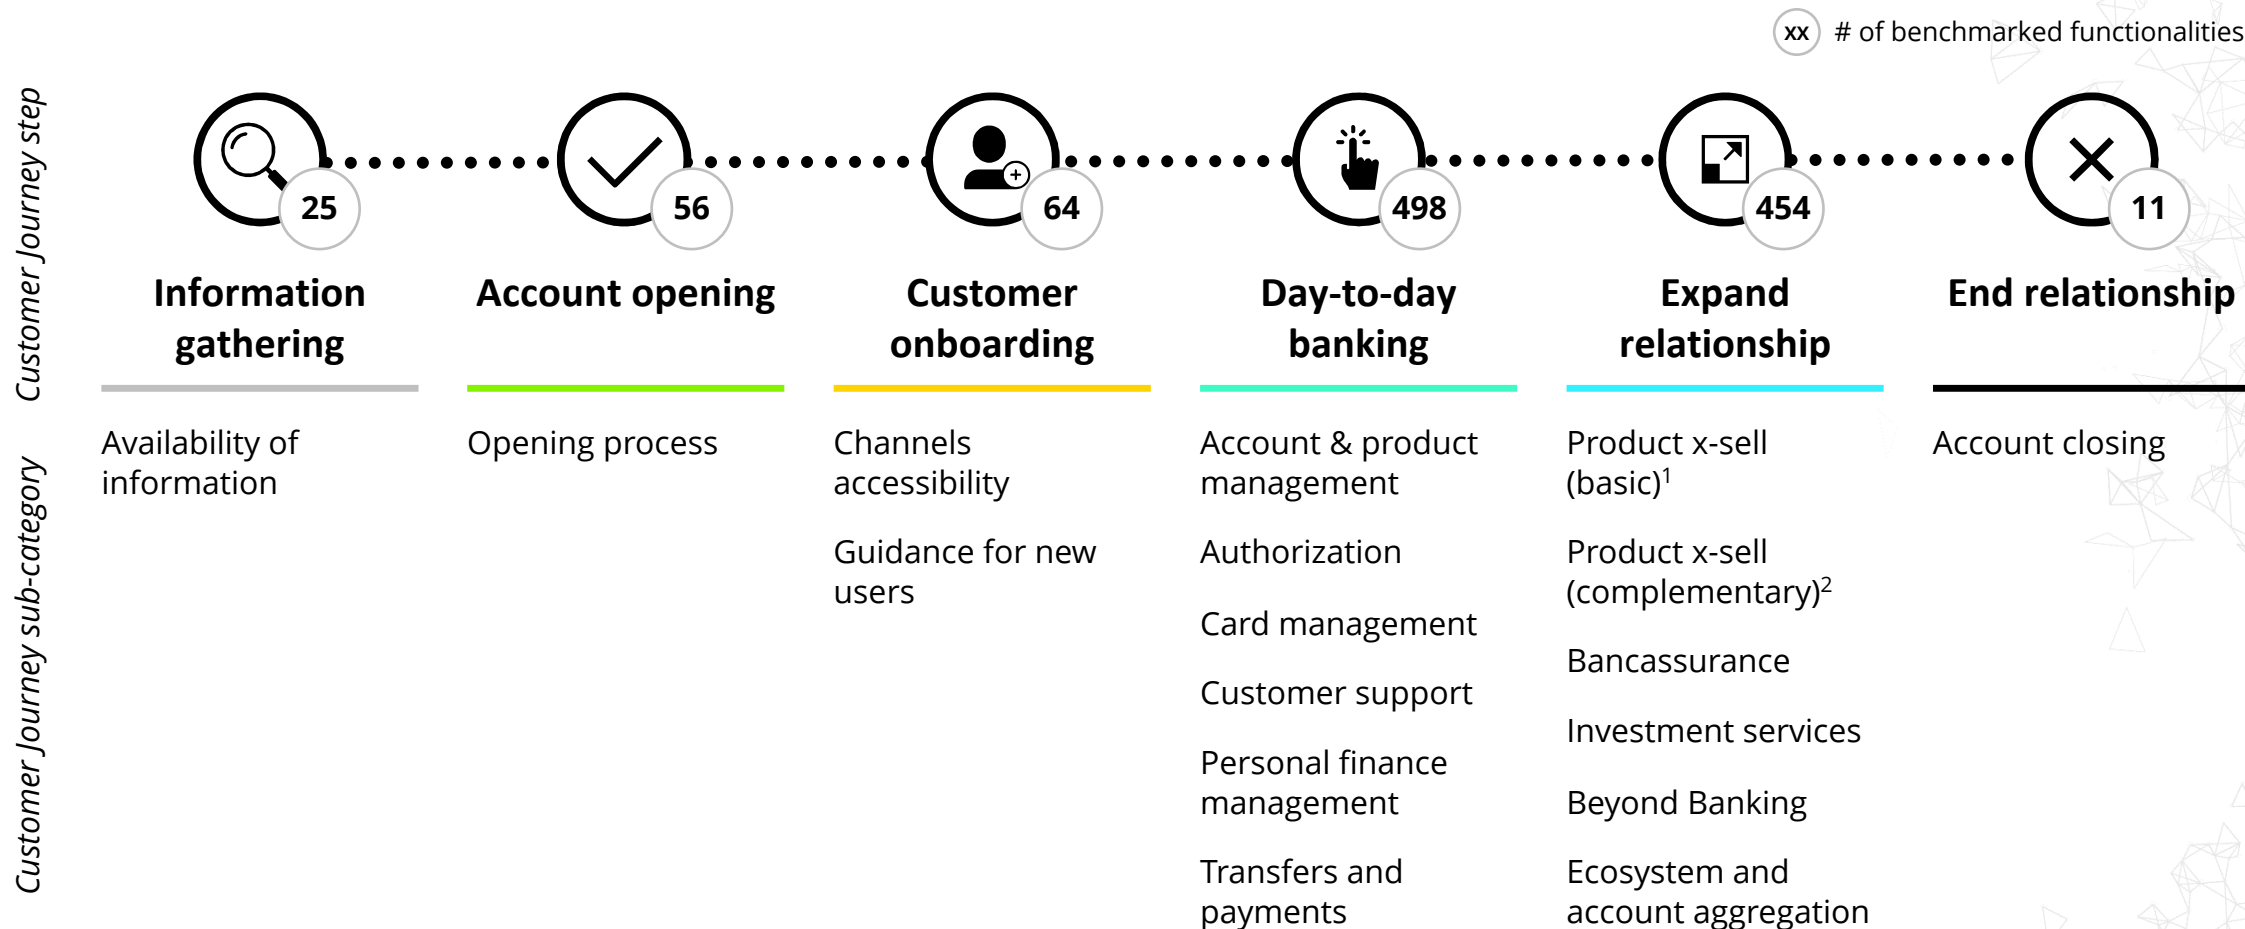 xx # of benchmarked functionalities
Customer Journey step
25
56
64
498
454
11
Information
gathering
Account opening
Customer
onboarding
Day-to-day
banking
Expand
relationship
End relationship
Customer Journey sub-category
Availability of
information
Opening process
Channels
accessibility
Guidance for new
users
Account & product
management
Authorization
Card management
Customer support
Personal finance
management
Transfers and
payments
Product x-sell
(basic)¹
Product x-sell
(complementary)²
Bancassurance
Investment services
Beyond Banking
Ecosystem and
account aggregation
Account closing